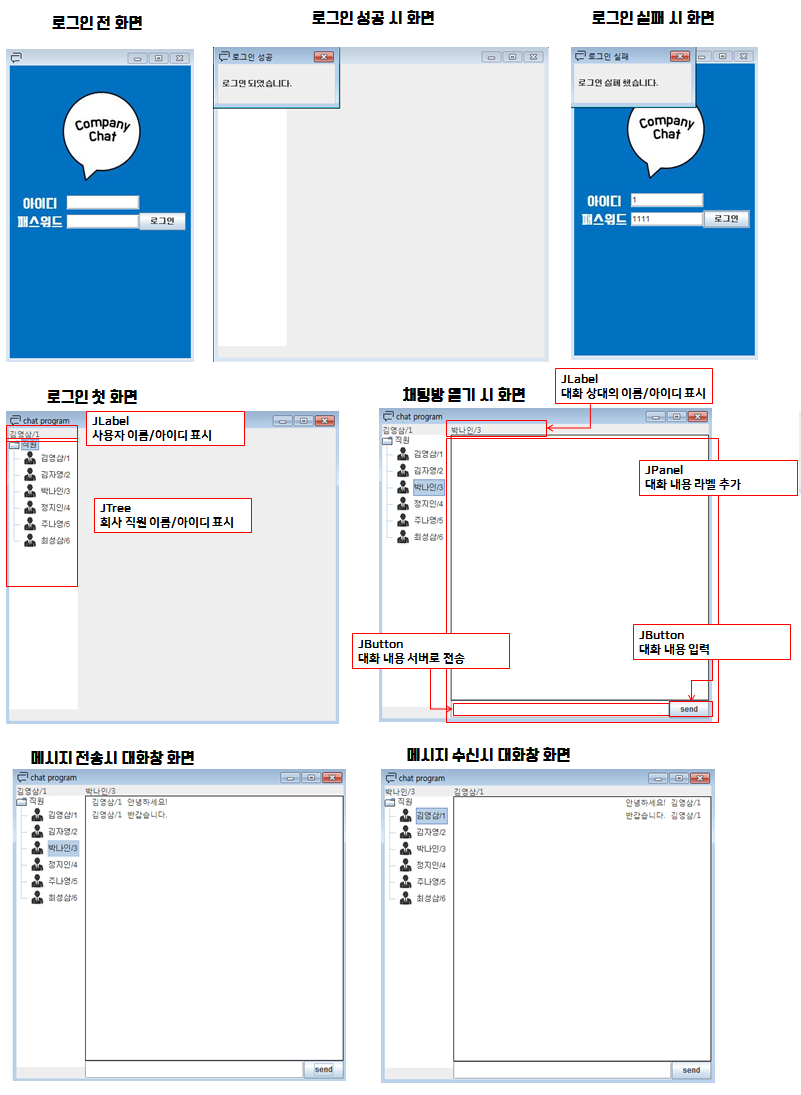 로그인 전 화면
로그인 성공 시 화면
로그인 실패 시 화면
로그인 성공
로그인 되었습니다.
로그인 실패
로그인 실패 했습니다.
Company
Chat
아이디
패스워드
로그인
Company
Chat
아이디
1
패스워드
1111
로그인
로그인 첫 화면
채팅방 열기 시 화면
chat program
김영삼/1
직원
김영삼/1
김자영/2
박나인/3
정지인/4
주나영/5
최성삼/6
JLabel
사용자 이름/아이디 표시
JTree
회사 직원 이름/아이디 표시
JLabel
대화 상대의 이름/아이디 표시
chat program
김영삼/1
박나인/3
직원
김영삼/1
김자영/2
박나인/3
정지인/4
주나영/5
최성삼/6
JPanel
대화 내용 라벨 추가
JButton
대화 내용 서버로 전송
JButton
대화 내용 입력
send
메시지 전송시 대화창 화면
메시지 수신시 대화창 화면
chat program
김영삼/1
박나인/3
직원
김영삼/1
김자영/2
박나인/3
정지인/4
주나영/5
최성삼/6
김영삼/1 안녕하세요!
김영삼/1 반갑습니다.
send
chat program
박나인/3
김영삼/1
직원
김영삼/1
김자영/2
박나인/3
정지인/4
주나영/5
최성삼/6
안녕하세요! 김영삼/1
반갑습니다. 김영삼/1
send